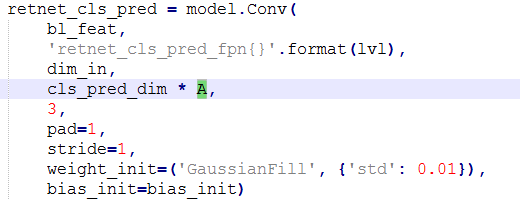 retnet_cls_pred = model.Conv(
    bl_feat,
    'retnet_cls_pred_fpn{}'.format(lvl),
    dim_in,
    cls_pred_dim * A,
    3,
    pad=1,
    stride=1,
    weight_init=('GaussianFill', {'std': 0.01}),
    bias_init=bias_init)